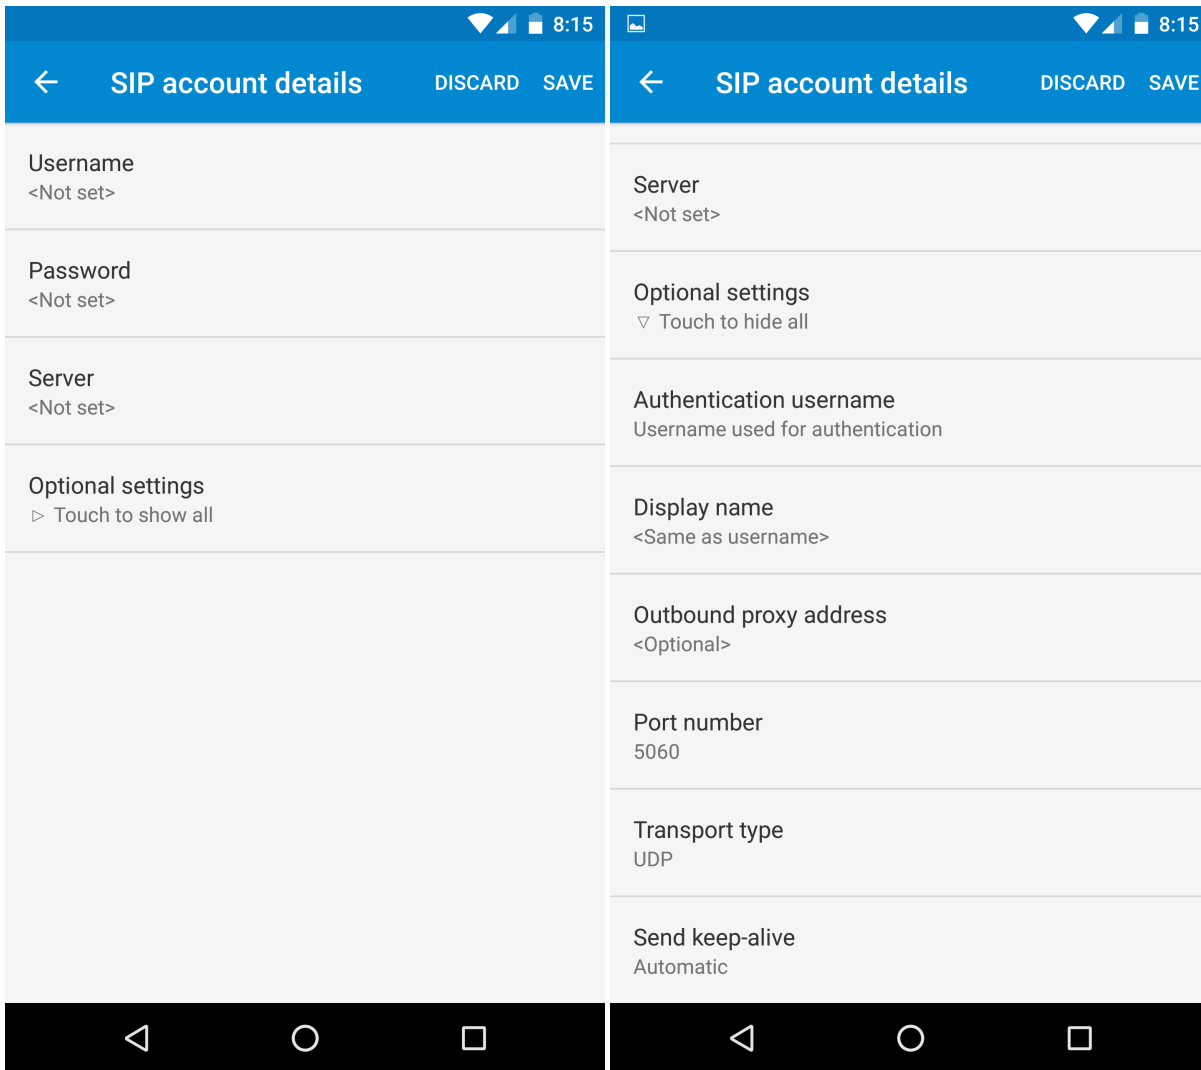 8:15
SIP account details DISCARD SAVE
Username
<Not set>
Password
<Not set>
Server
<Not set>
Optional settings
▷ Touch to show all
8:15
SIP account details DISCARD SAVE
Server
<Not set>
Optional settings
▽ Touch to hide all
Authentication username
Username used for authentication
Display name
<Same as username>
Outbound proxy address
<Optional>
Port number
5060
Transport type
UDP
Send keep-alive
Automatic